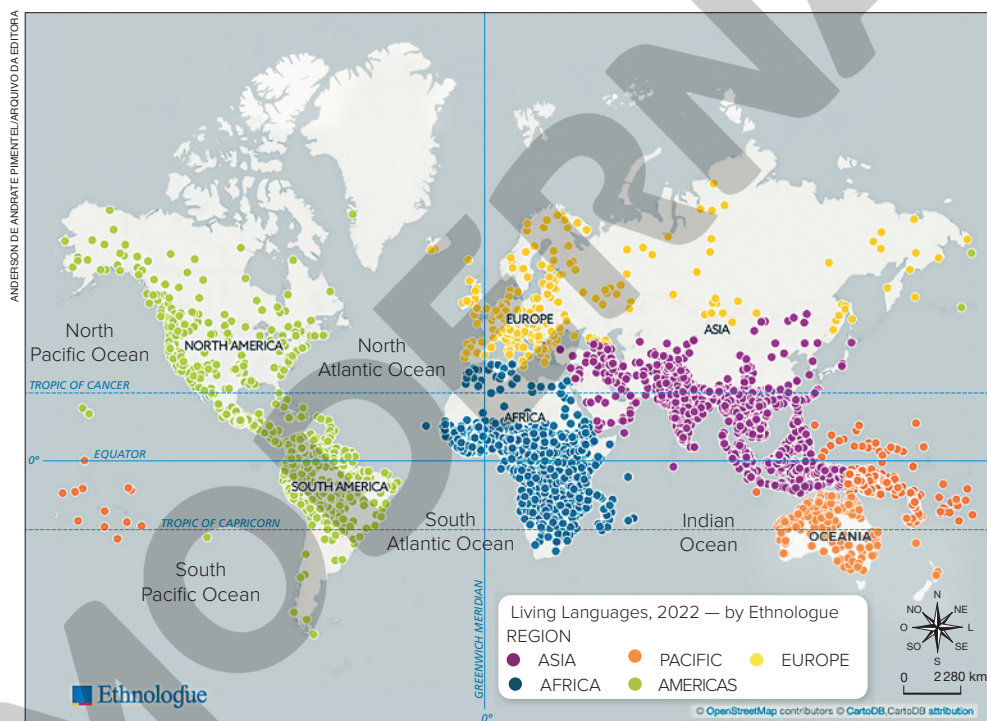 ANDERSON DE ANDRATE PIMENTEL/ARQUIVO DA EDITORA
North
Pacific Ocean
NORTH AMERICA
North
Atlantic Ocean
EUROPE
ASIA
TROPIC OF CANCER
AFRICA
0°
EQUATOR
SOUTH AMERICA
TROPIC OF CAPRICORN
South
Atlantic Ocean
Indian
Ocean
OCEANIA
South
Pacific Ocean
GREENWICH MERIDIAN
0°
Living Languages, 2022 — by Ethnologue
REGION
ASIA
PACIFIC
EUROPE
AFRICA
AMERICAS
N
NO
NE
O
L
SO
SE
S
0 2 280 km
Ethnologue
© OpenStreetMap contributors © CartoDB,CartoDB attribution
MODERNA